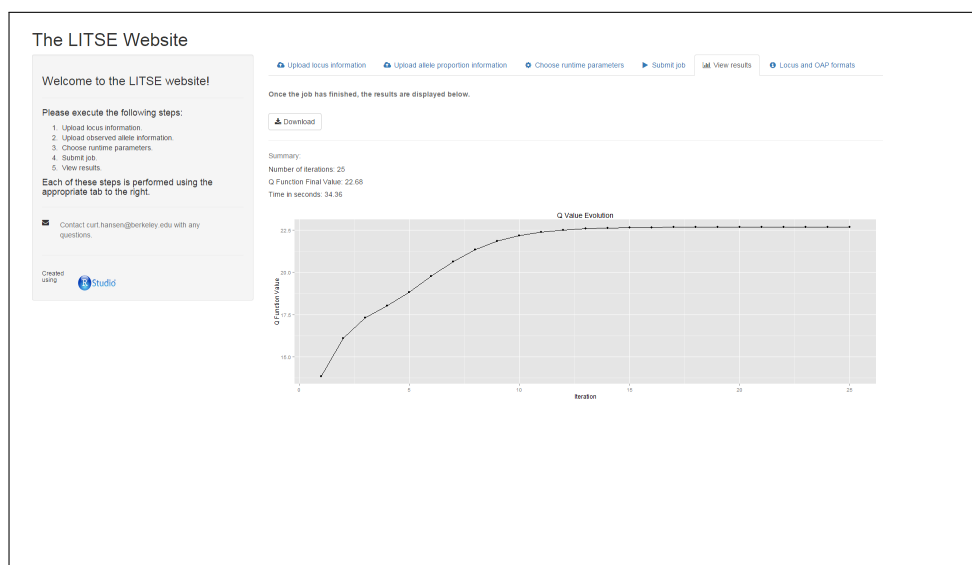 The LITSE Website
Welcome to the LITSE website!
Please execute the following steps:
1. Upload locus information.
2. Upload observed allele information.
3. Choose runtime parameters.
4. Submit job.
5. View results.
Each of these steps is performed using the
appropriate tab to the right.
Contact curt.hansen@berkeley.edu with any
questions.
Created
using
R Studio
Upload locus information
Upload allele proportion information
Choose runtime parameters
Submit job
View results
Locus and OAP formats
Once the job has finished, the results are displayed below.
Download
Summary:
Number of iterations: 25
Q Function Final Value: 22.68
Time in seconds: 34.36
Q Value Evolution
Q Function Value
22.5
20.0
17.5
15.0
0 5 10 15 20 25
Iteration